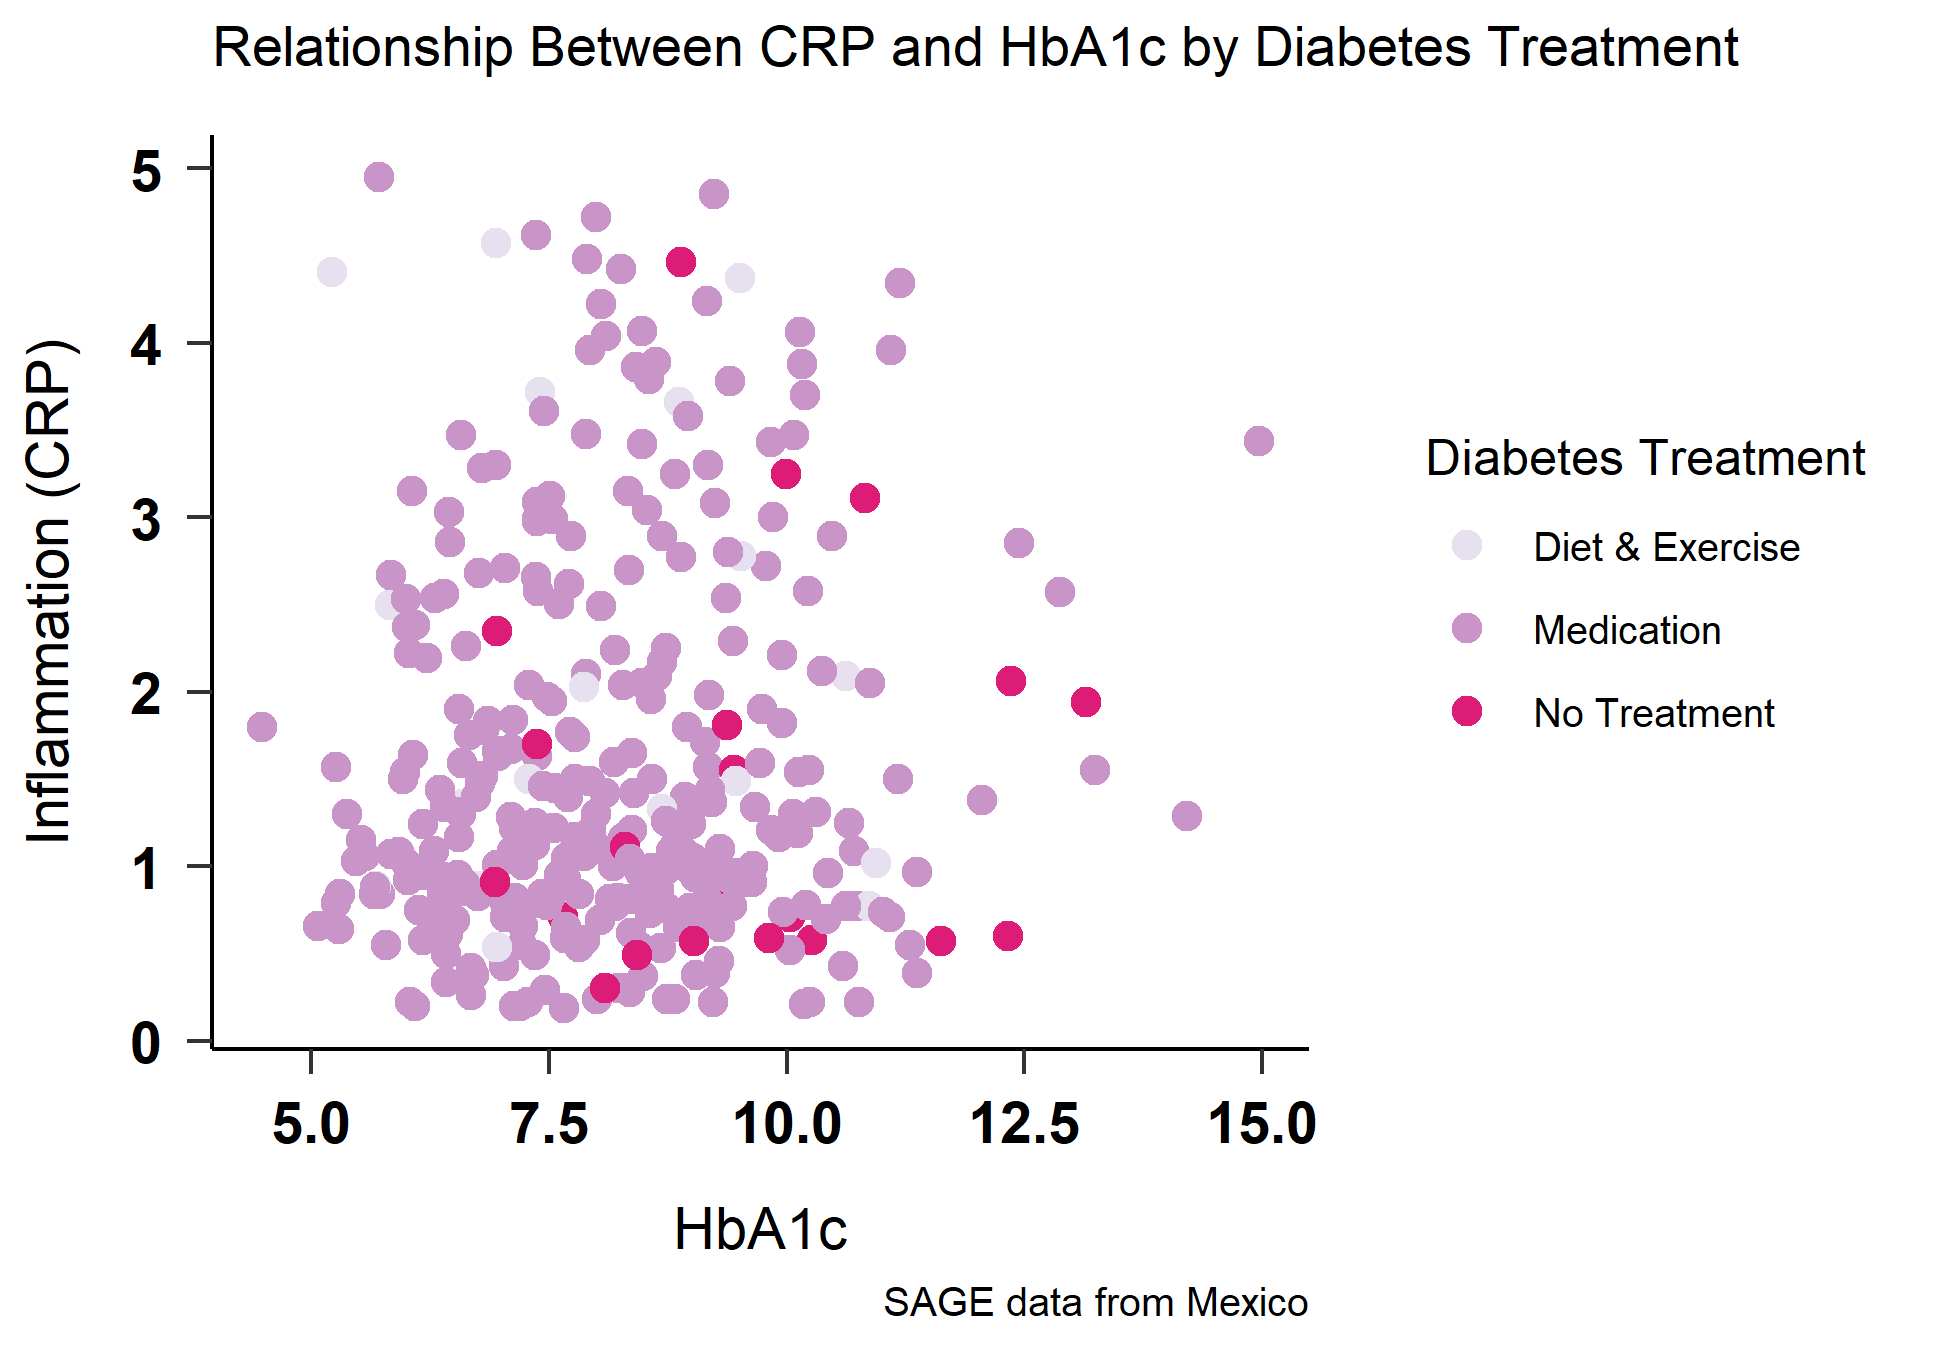 Relationship Between CRP and HbA1c by Diabetes Treatment
Inflammation (CRP)
5
4
3
2
1
0
5.0 7.5 10.0 12.5 15.0
HbA1c
SAGE data from Mexico
Diabetes Treatment
Diet & Exercise
Medication
No Treatment